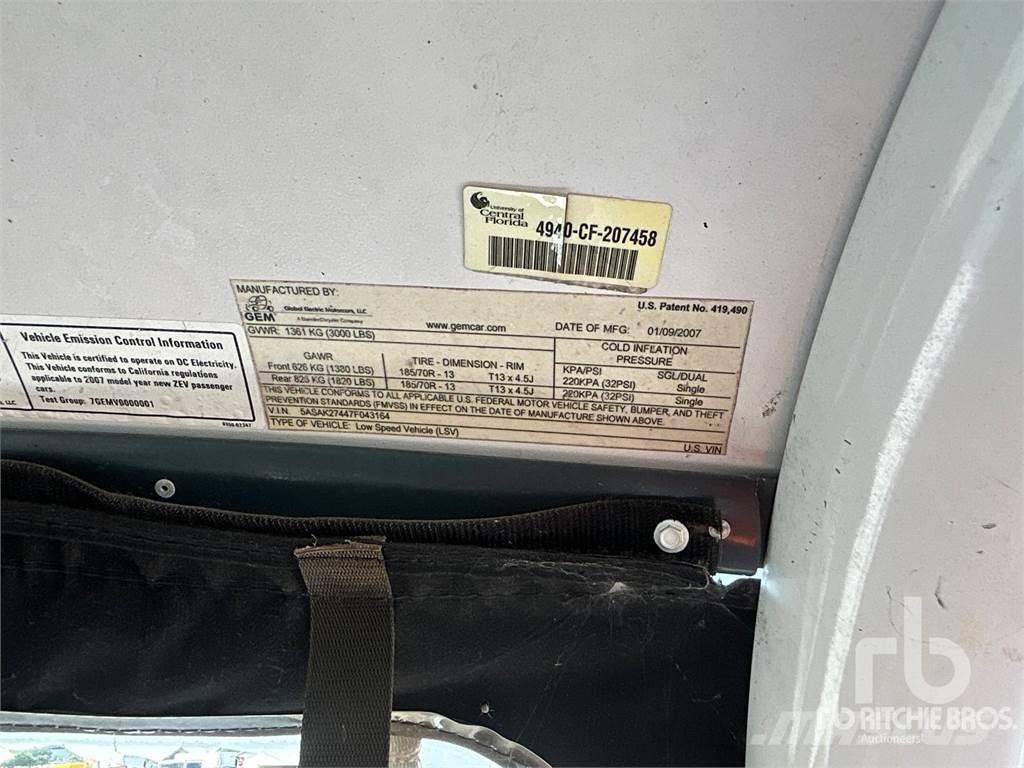 University of
Central
Florida
4940-CF-207458
MANUFACTURED BY:
GEM
Global Electric Motorcars, LLC
A DaimlerChrysler Company
www.gemcar.com
U.S. Patent No. 419,490
DATE OF MFG: 01/09/2007
GVWR: 1361 KG (3000 LBS)
GAWR
Front 626 KG (1380 LBS)
Rear 825 KG (1820 LBS)
TIRE - DIMENSION - RIM
185/70R - 13 T13 x 4.5J
185/70R - 13 T13 x 4.5J
COLD INFLATION
PRESSURE
KPA/PSI SGL/DUAL
220KPA (32PSI) Single
220KPA (32PSI) Single
THIS VEHICLE CONFORMS TO ALL APPLICABLE U.S. FEDERAL MOTOR VEHICLE SAFETY, BUMPER, AND THEFT
PREVENTION STANDARDS (FMVSS) IN EFFECT ON THE DATE OF MANUFACTURE SHOWN ABOVE.
V.I.N. 5ASAK27447F043164
TYPE OF VEHICLE: Low Speed Vehicle (LSV)
U.S. VIN
Vehicle Emission Control Information
This Vehicle is certified to operate on DC Electricity.
This Vehicle conforms to California regulations
applicable to 2007 model year new ZEV passenger
cars.
Test Group: 7GEMV0000001
, LLC
rb
RITCHIE BROS.
Auctioneers